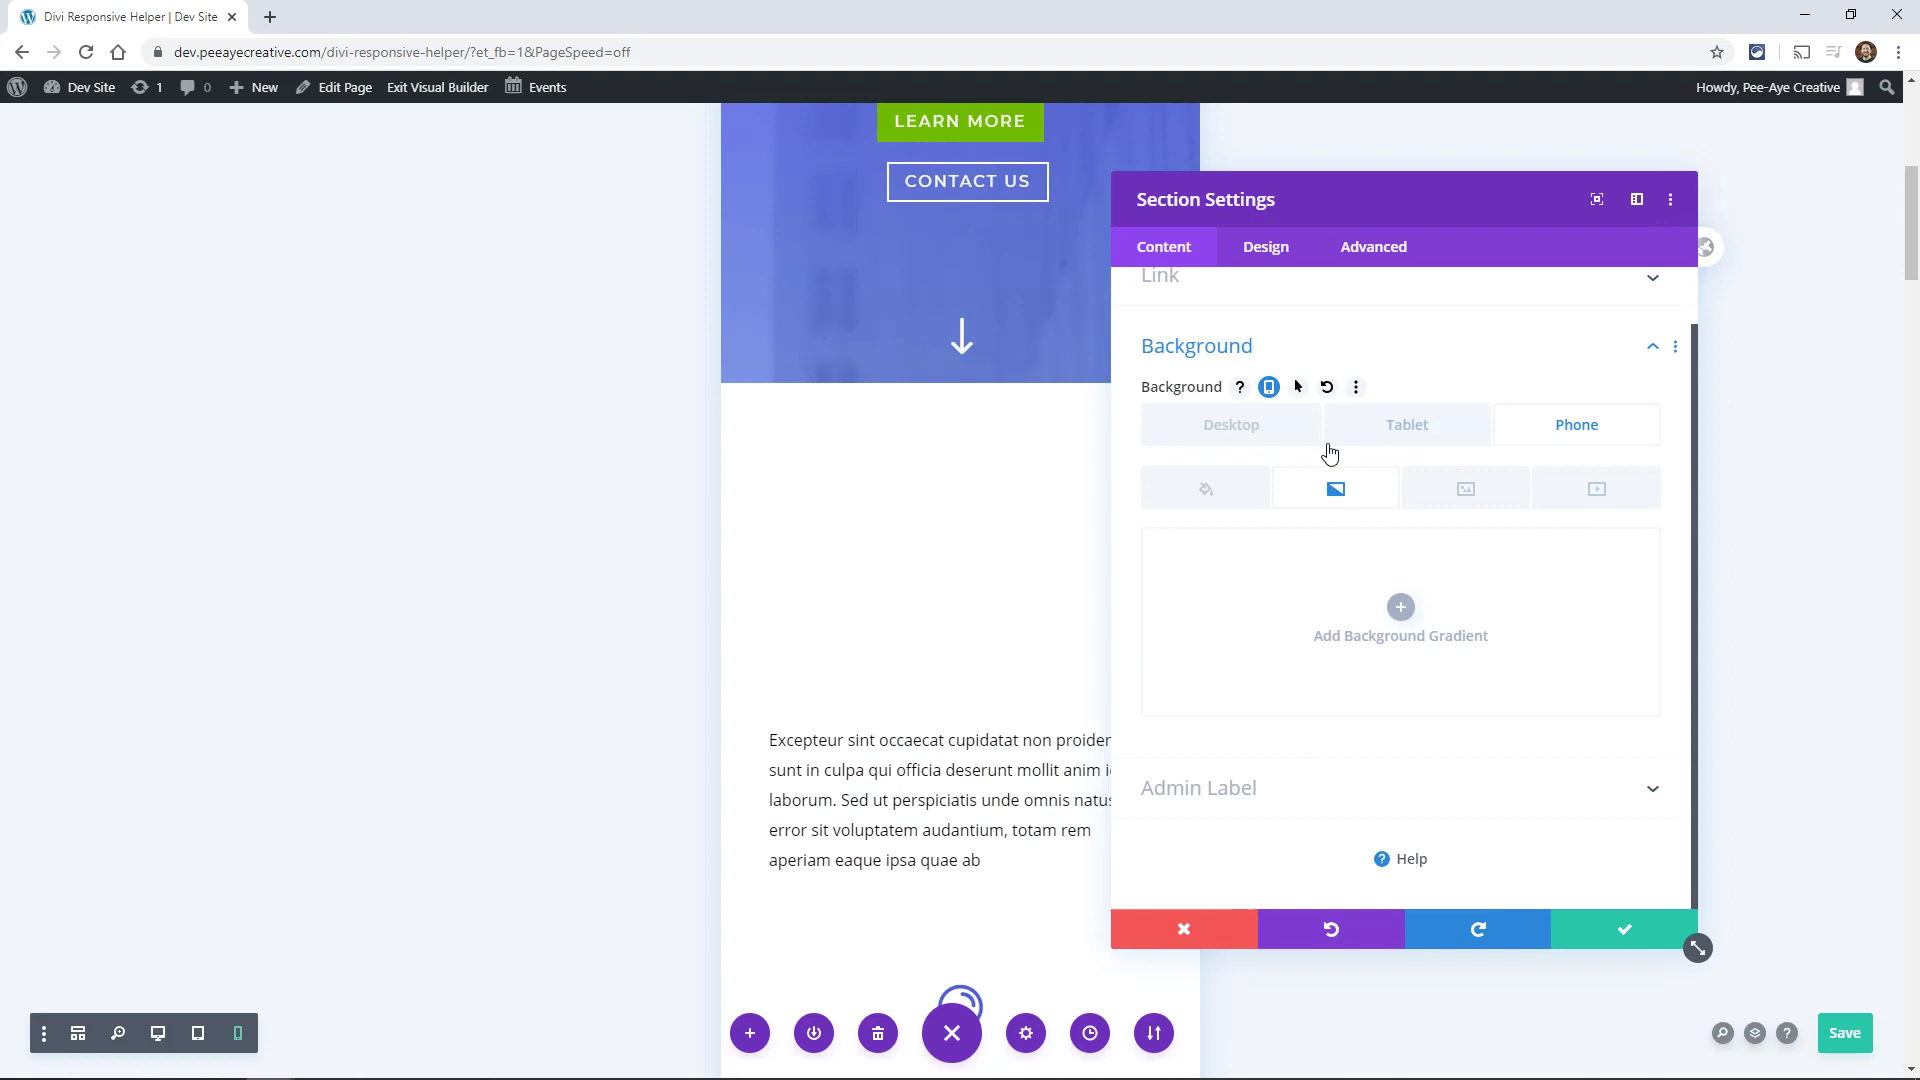 Divi Responsive Helper | Dev Site
dev.peeayecreative.com/divi-responsive-helper/?et_fb=1&PageSpeed=off
Dev Site 1 0 New Edit Page Exit Visual Builder Events Howdy, Pee-Aye Creative
LEARN MORE
CONTACT US
Section Settings
Content Design Advanced
Link
Background
Background ?
Desktop Tablet Phone
Add Background Gradient
Excepteur sint occaecat cupidatat non
sunt in culpa qui officia deserunt mollit anim
laborum. Sed ut perspiciatis unde omnis natus
error sit voluptatem audantium, totam rem
aperiam eaque ipsa quae ab
Admin Label
? Help
? Save